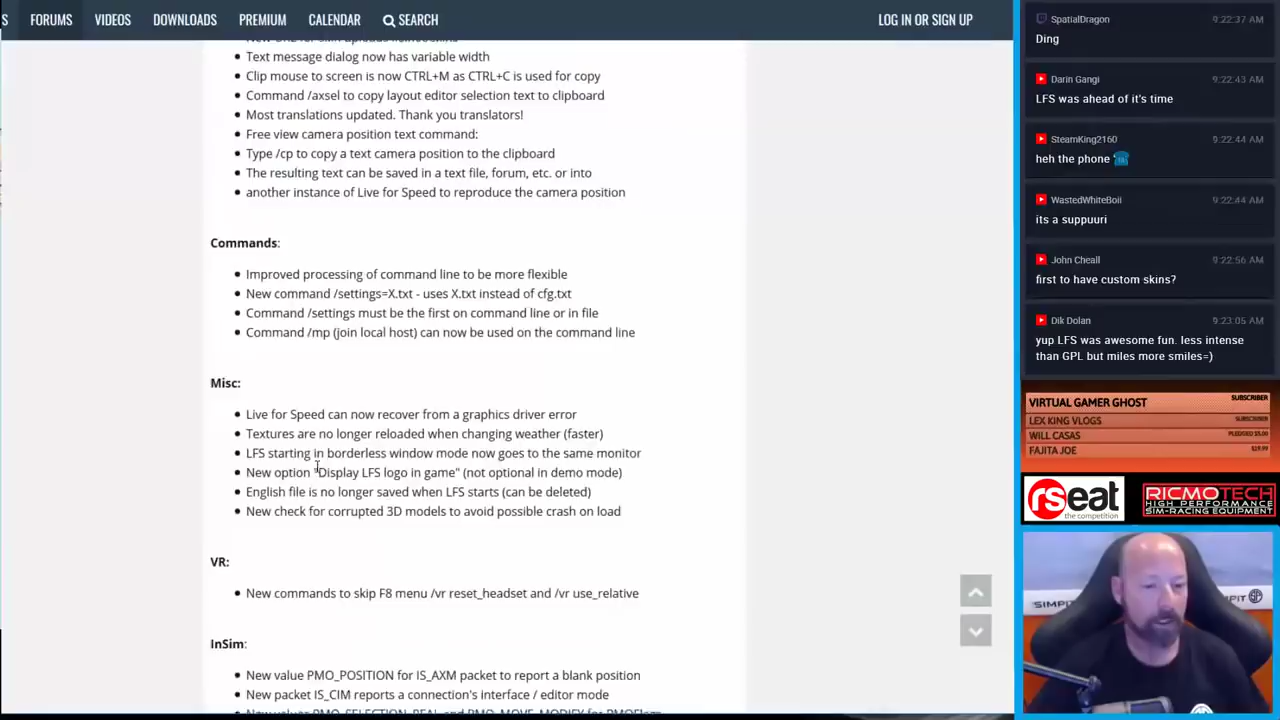 S FORUMS VIDEOS DOWNLOADS PREMIUM CALENDAR SEARCH LOG IN OR SIGN UP
Text message dialog now has variable width
Clip mouse to screen is now CTRL+M as CTRL+C is used for copy
Command /axsel to copy layout editor selection text to clipboard
Most translations updated. Thank you translators!
Free view camera position text command:
Type /cp to copy a text camera position to the clipboard
The resulting text can be saved in a text file, forum, etc. or into
another instance of Live for Speed to reproduce the camera position
Commands:
Improved processing of command line to be more flexible
New command /settings=X.txt - uses X.txt instead of cfg.txt
Command /settings must be the first on command line or in file
Command /mp (join local host) can now be used on the command line
Misc:
Live for Speed can now recover from a graphics driver error
Textures are no longer reloaded when changing weather (faster)
LFS starting in borderless window mode now goes to the same monitor
New option "Display LFS logo in game" (not optional in demo mode)
English file is no longer saved when LFS starts (can be deleted)
New check for corrupted 3D models to avoid possible crash on load
VR:
New commands to skip F8 menu /vr reset_headset and /vr use_relative
InSim:
New value PMO_POSITION for IS_AXM packet to report a blank position
New packet IS_CIM reports a connection's interface / editor mode
SpatialDragon 9:22:37 AM
Ding
Darin Gangi 9:22:43 AM
LFS was ahead of it's time
SteamKing2160 9:22:44 AM
heh the phone
WastedWhiteBoii 9:22:44 AM
its a suppuuri
John Cheall 9:22:56 AM
first to have custom skins?
Dik Dolan 9:23:05 AM
yup LFS was awesome fun. less intense
than GPL but miles more smiles=)
VIRTUAL GAMER GHOST SUBSCRIBER
LEX KING VLOGS SUBSCRIBER
WILL CASAS PLEDGED $5.00
FAJITA JOE $19.99
rseat
the competition
RICMOTECH
HIGH PERFORMANCE
SIM-RACING EQUIPMENT